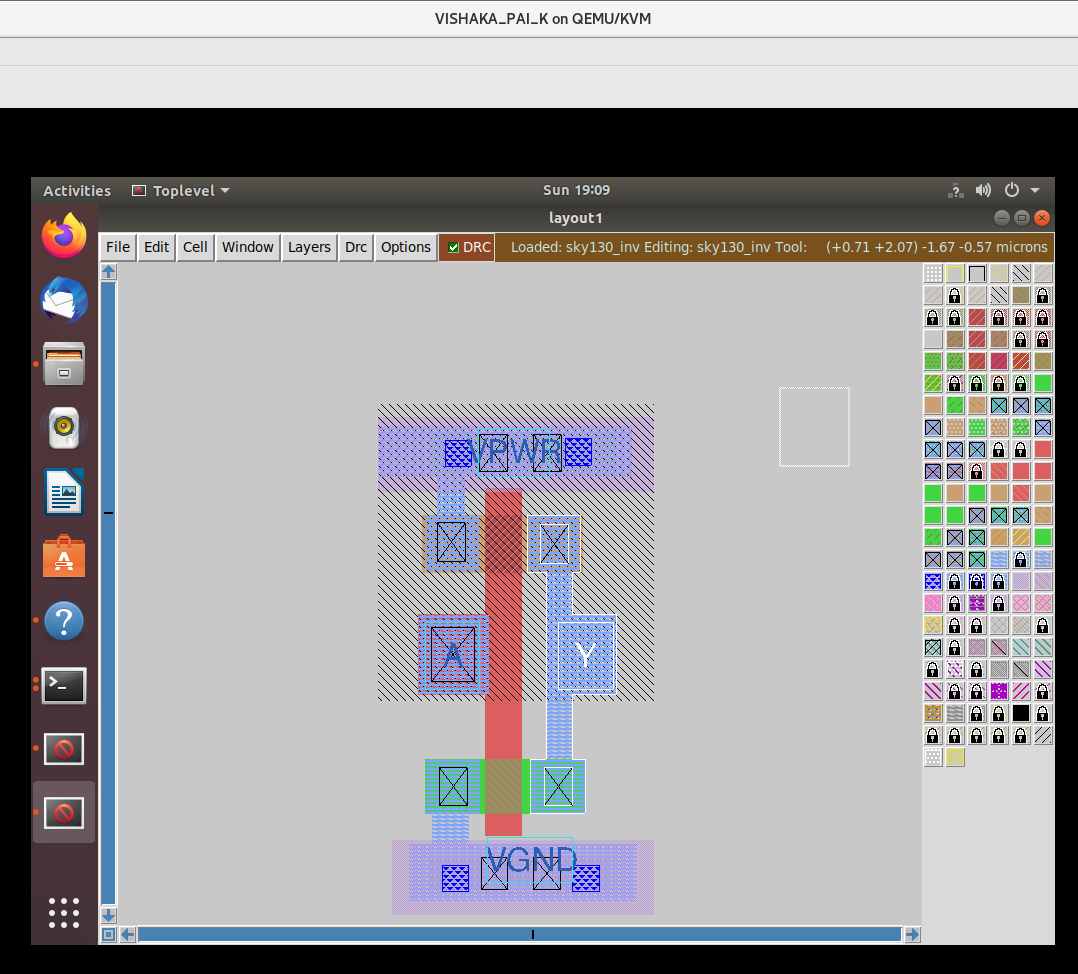 VISHAKA_PAI_K on QEMU/KVM
Activities Toplevel Sun 19:09
layout1
File Edit Cell Window Layers Drc Options DRC Loaded: sky130_inv Editing: sky130_inv Tool: (+0.71 +2.07) -1.67 -0.57 microns
VPWR
A Y
VGND